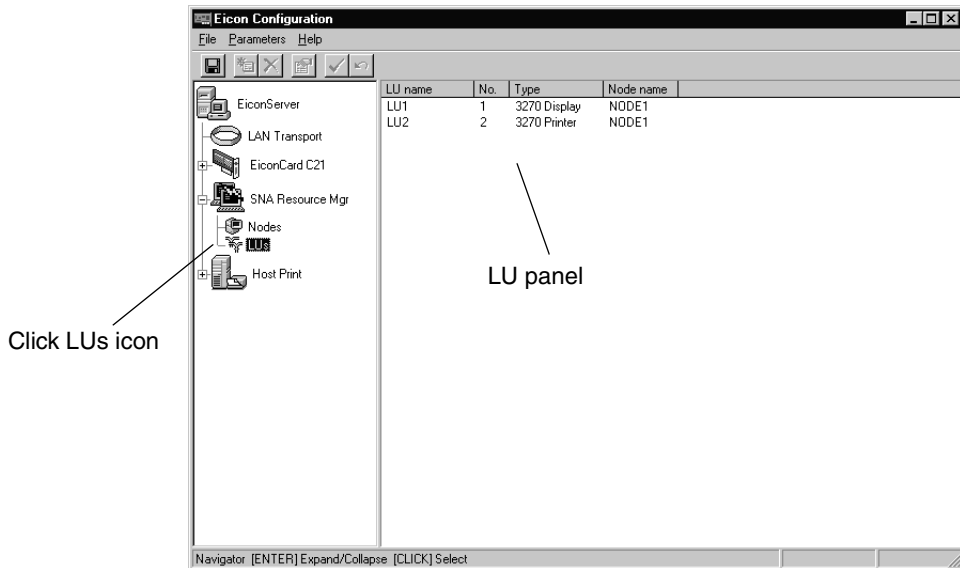 Eicon Configuration
File Parameters Help
EiconServer
LAN Transport
EiconCard C21
SNA Resource Mgr
Nodes
LUs
Host Print
LU name No. Type Node name
LU1 1 3270 Display NODE1
LU2 2 3270 Printer NODE1
LU panel
Click LUs icon
Navigator [ENTER] Expand/Collapse [CLICK] Select